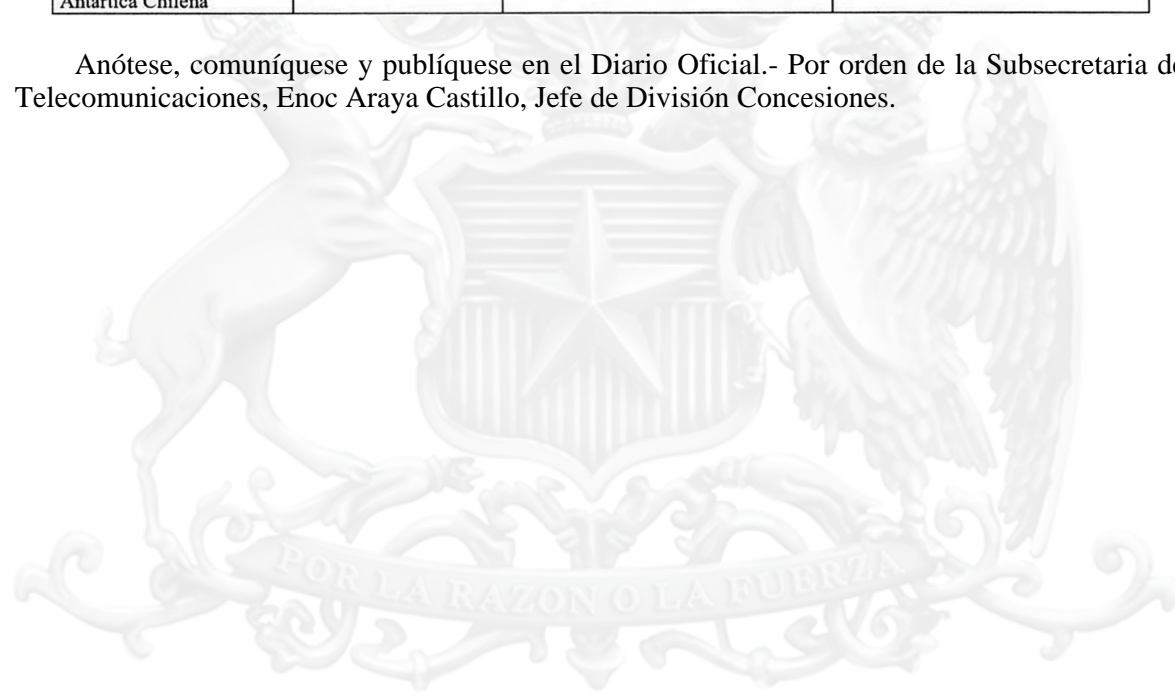 Antártica Chilena
Anótese, comuníquese y publíquese en el Diario Oficial.- Por orden de la Subsecretaria de
Telecomunicaciones, Enoc Araya Castillo, Jefe de División Concesiones.
POR LA RAZON O LA FUERZA